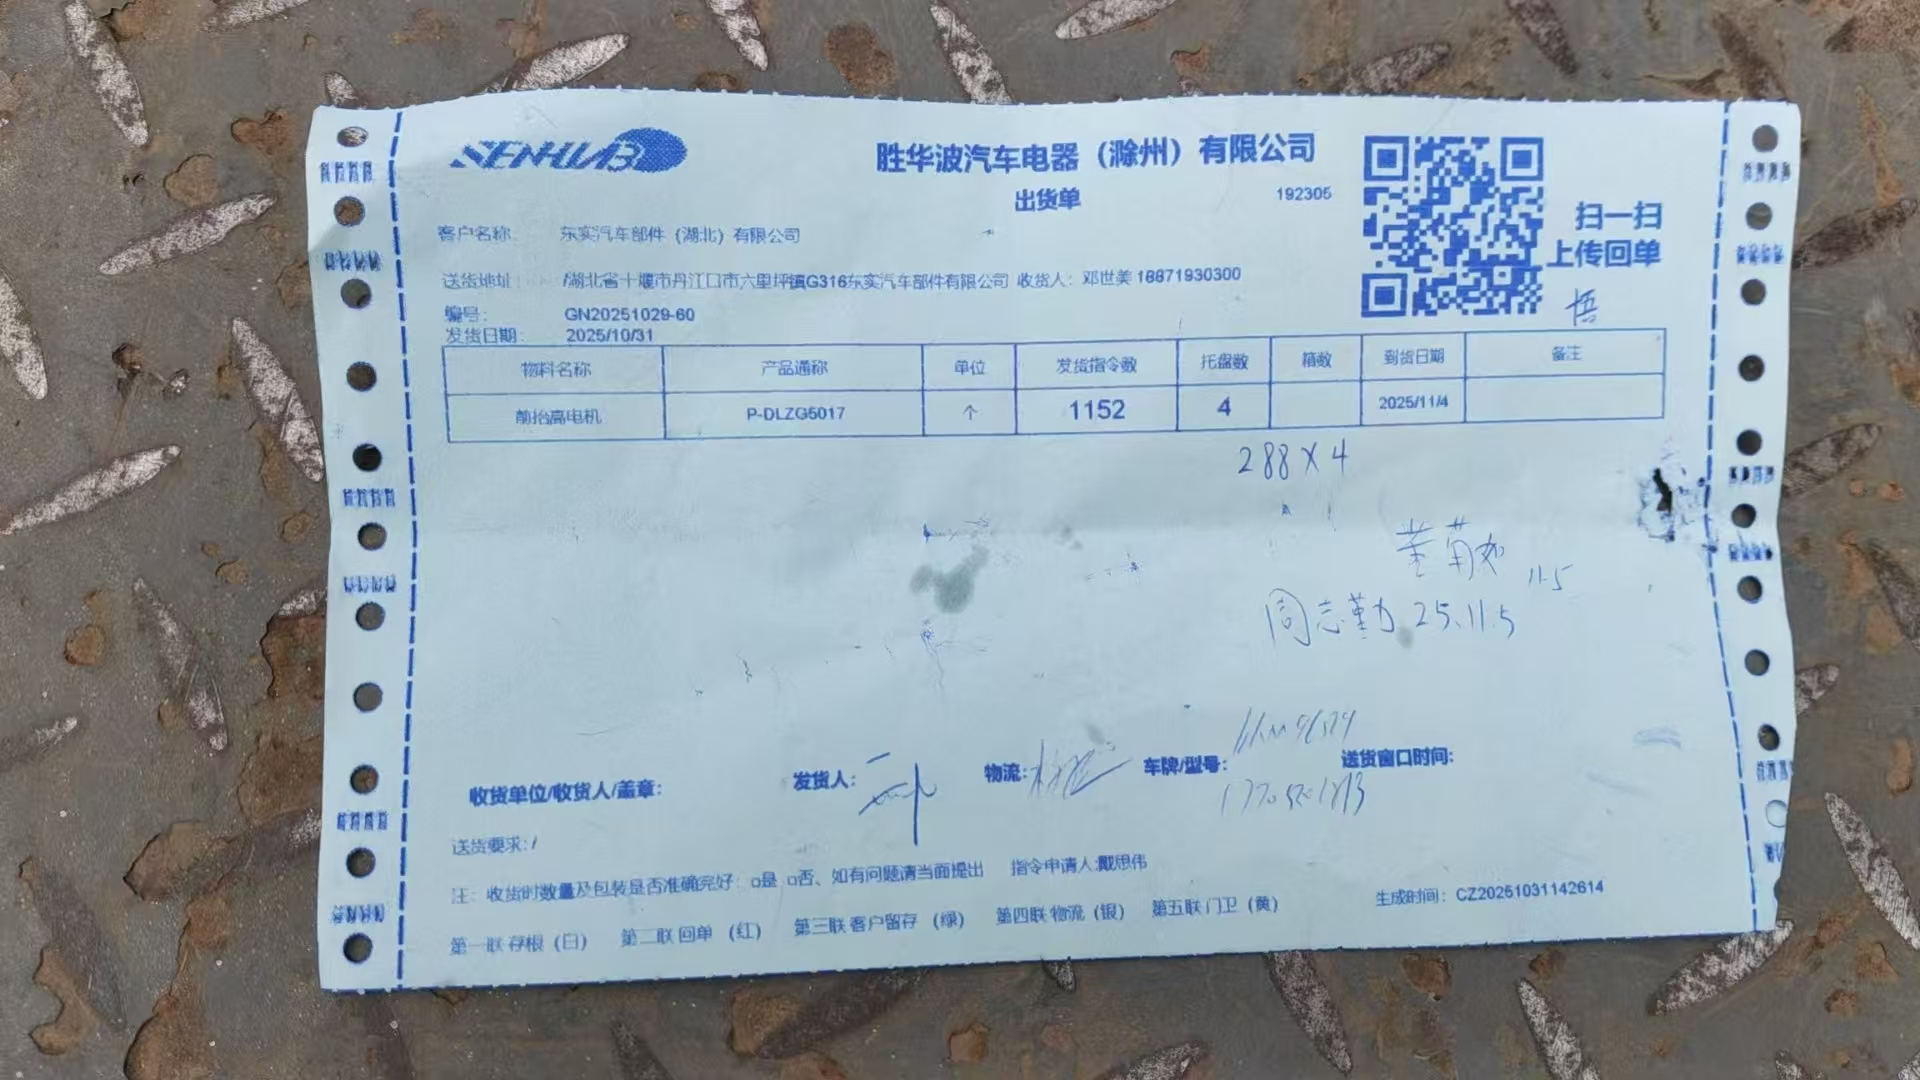 SENHUAB
胜华波汽车电器（滁州）有限公司
出货单
192305
扫一扫
上传回单
客户名称: 东实汽车部件（湖北）有限公司
送货地址: /湖北省十堰市丹江口市六里坪镇G316东实汽车部件有限公司 收货人: 邓世美 18871930300
编号: GN20251029-60
发货日期: 2025/10/31
物料名称 产品通称 单位 发货指令数 托盘数 箱数 到货日期 备注
前抬高电机 P-DLZG5017 个 1152 4 2025/11/4
288×4
11.5
同志勤 25.11.5
收货单位/收货人/盖章: 发货人: 物流: 车牌/型号: 送货窗口时间:
送货要求: /
注: 收货时数量及包装是否准确完好: □是 □否、如有问题请当面提出 指令申请人:戴思伟
第一联 存根（白） 第二联 回单（红） 第三联 客户留存（绿） 第四联 物流（银） 第五联 门卫（黄） 生成时间: CZ20251031142614